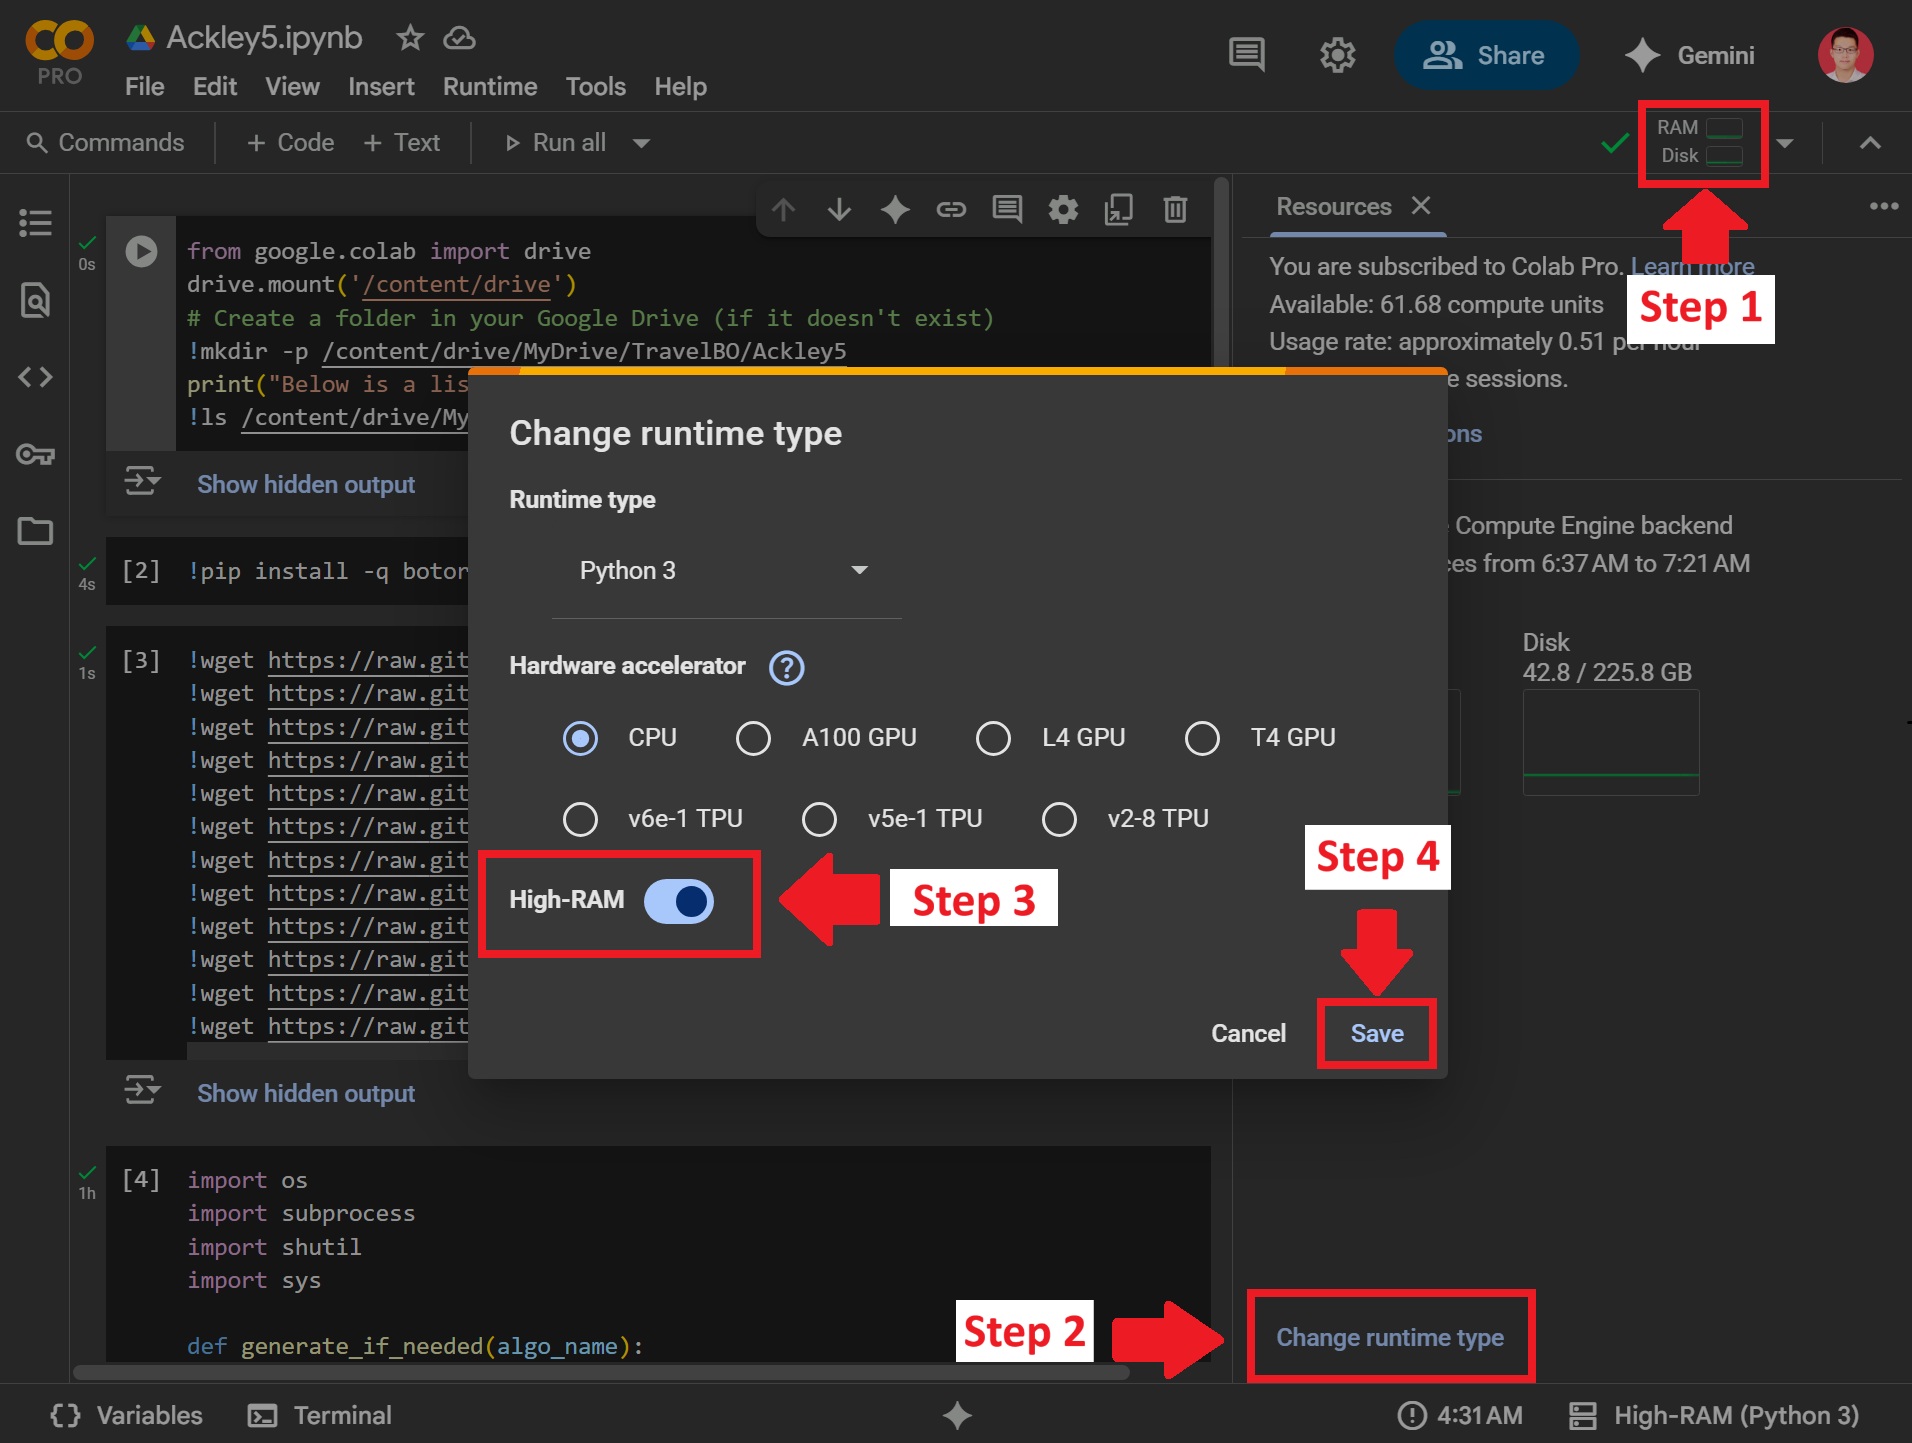 Ackley5.ipynb
PRO
File Edit View Insert Runtime Tools Help
Share
Gemini
Commands
+ Code + Text
Run all
RAM
Disk
Step 1
Resources
You are subscribed to Colab Pro. Learn more
Available: 61.68 compute units
Usage rate: approximately 0.51 per hour
sessions.
0s
from google.colab import drive
drive.mount('/content/drive')
# Create a folder in your Google Drive (if it doesn't exist)
!mkdir -p /content/drive/MyDrive/TravelBO/Ackley5
print("Below is a lis
!ls /content/drive/My
Show hidden output
Compute Engine backend
from 6:37 AM to 7:21 AM
Disk
42.8 / 225.8 GB
4s
[2] !pip install -q botor
1s
[3] !wget https://raw.git
!wget https://raw.git
!wget https://raw.git
!wget https://raw.git
!wget https://raw.git
!wget https://raw.git
!wget https://raw.git
!wget https://raw.git
!wget https://raw.git
!wget https://raw.git
!wget https://raw.git
!wget https://raw.git
Show hidden output
Change runtime type
Runtime type
Python 3
Hardware accelerator ?
CPU A100 GPU L4 GPU T4 GPU
v6e-1 TPU v5e-1 TPU v2-8 TPU
High-RAM
Step 3
Step 4
Cancel Save
1h
[4] import os
import subprocess
import shutil
import sys
def generate_if_needed(algo_name):
Step 2
Change runtime type
{} Variables
Terminal
4:31 AM
High-RAM (Python 3)